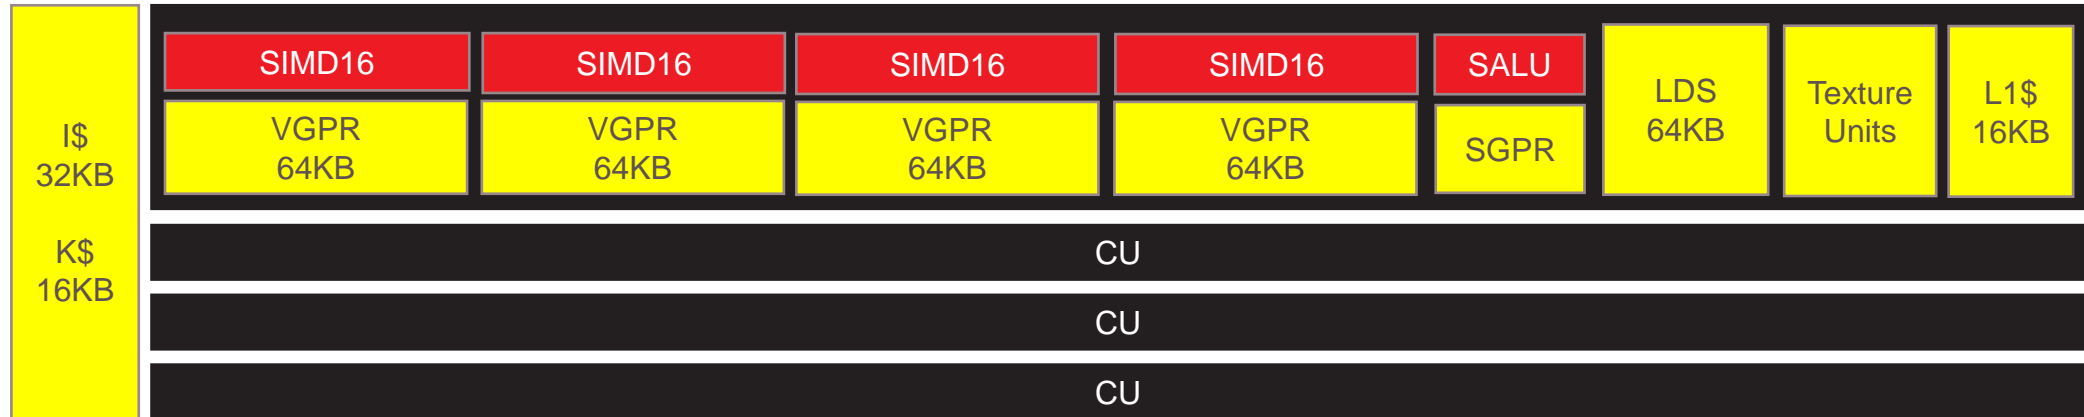 I$
32KB
K$
16KB
SIMD16
SIMD16
SIMD16
SIMD16
SALU
VGPR
64KB
VGPR
64KB
VGPR
64KB
VGPR
64KB
SGPR
LDS
64KB
Texture
Units
L1$
16KB
CU
CU
CU